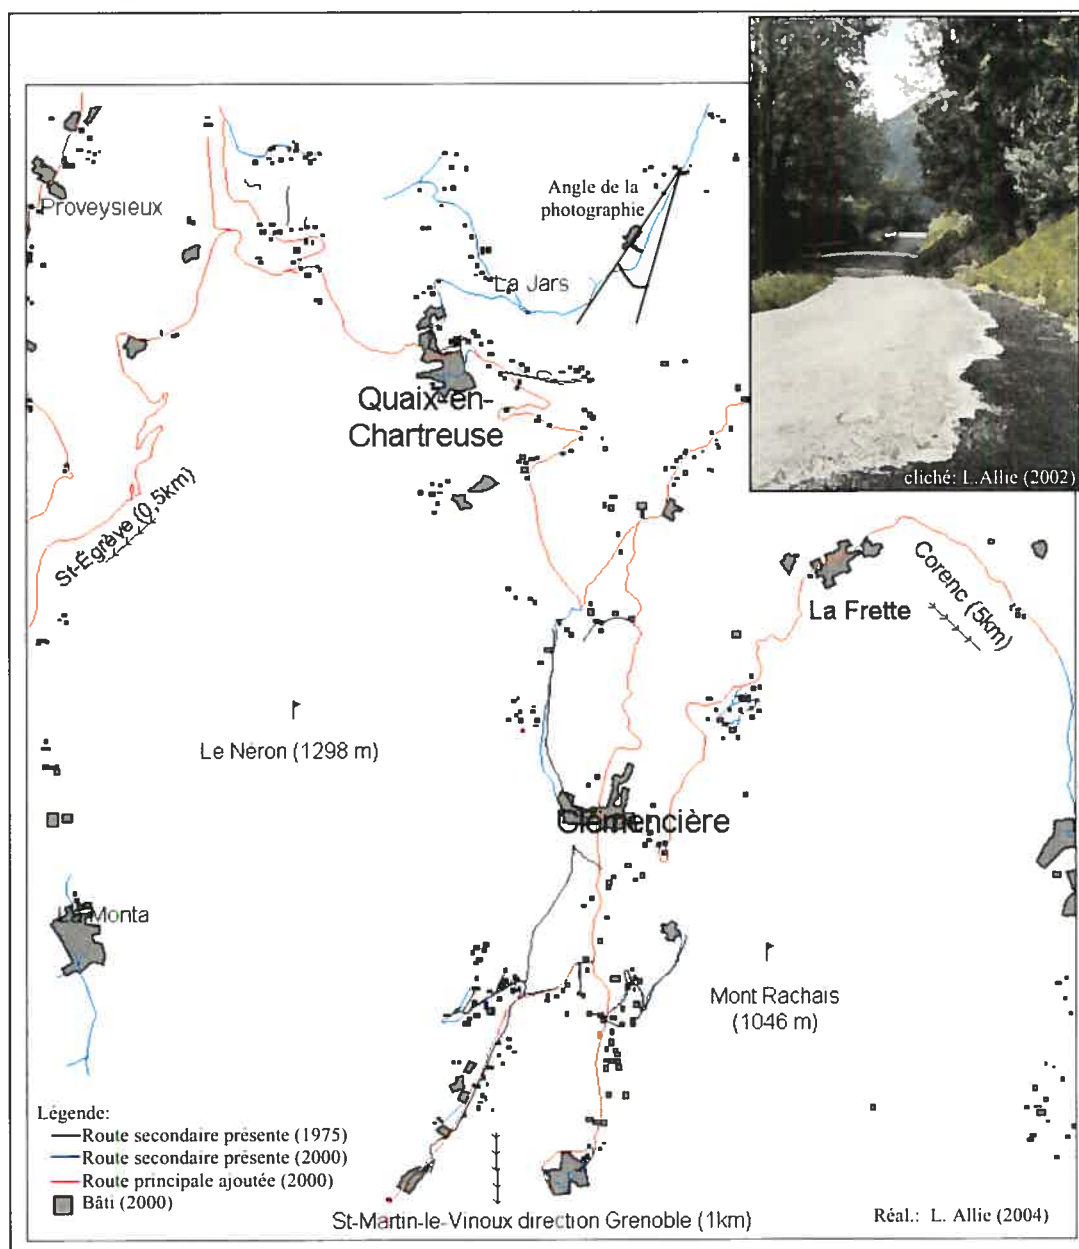 Proveysieux
Angle de la
photographie
La Jars
Quaix-en-
Chartreuse
cliché: L.Allie (2002)
St-Égrève (0,5km)
Corenc (5km)
La Frette
Le Néron (1298 m)
Clémencière
La Monta
Mont Rachais
(1046 m)
Légende:
Route secondaire présente (1975)
Route secondaire présente (2000)
Route principale ajoutée (2000)
Bâti (2000)
St-Martin-le-Vinoux direction Grenoble (1km)
Réal.: L. Allie (2004)